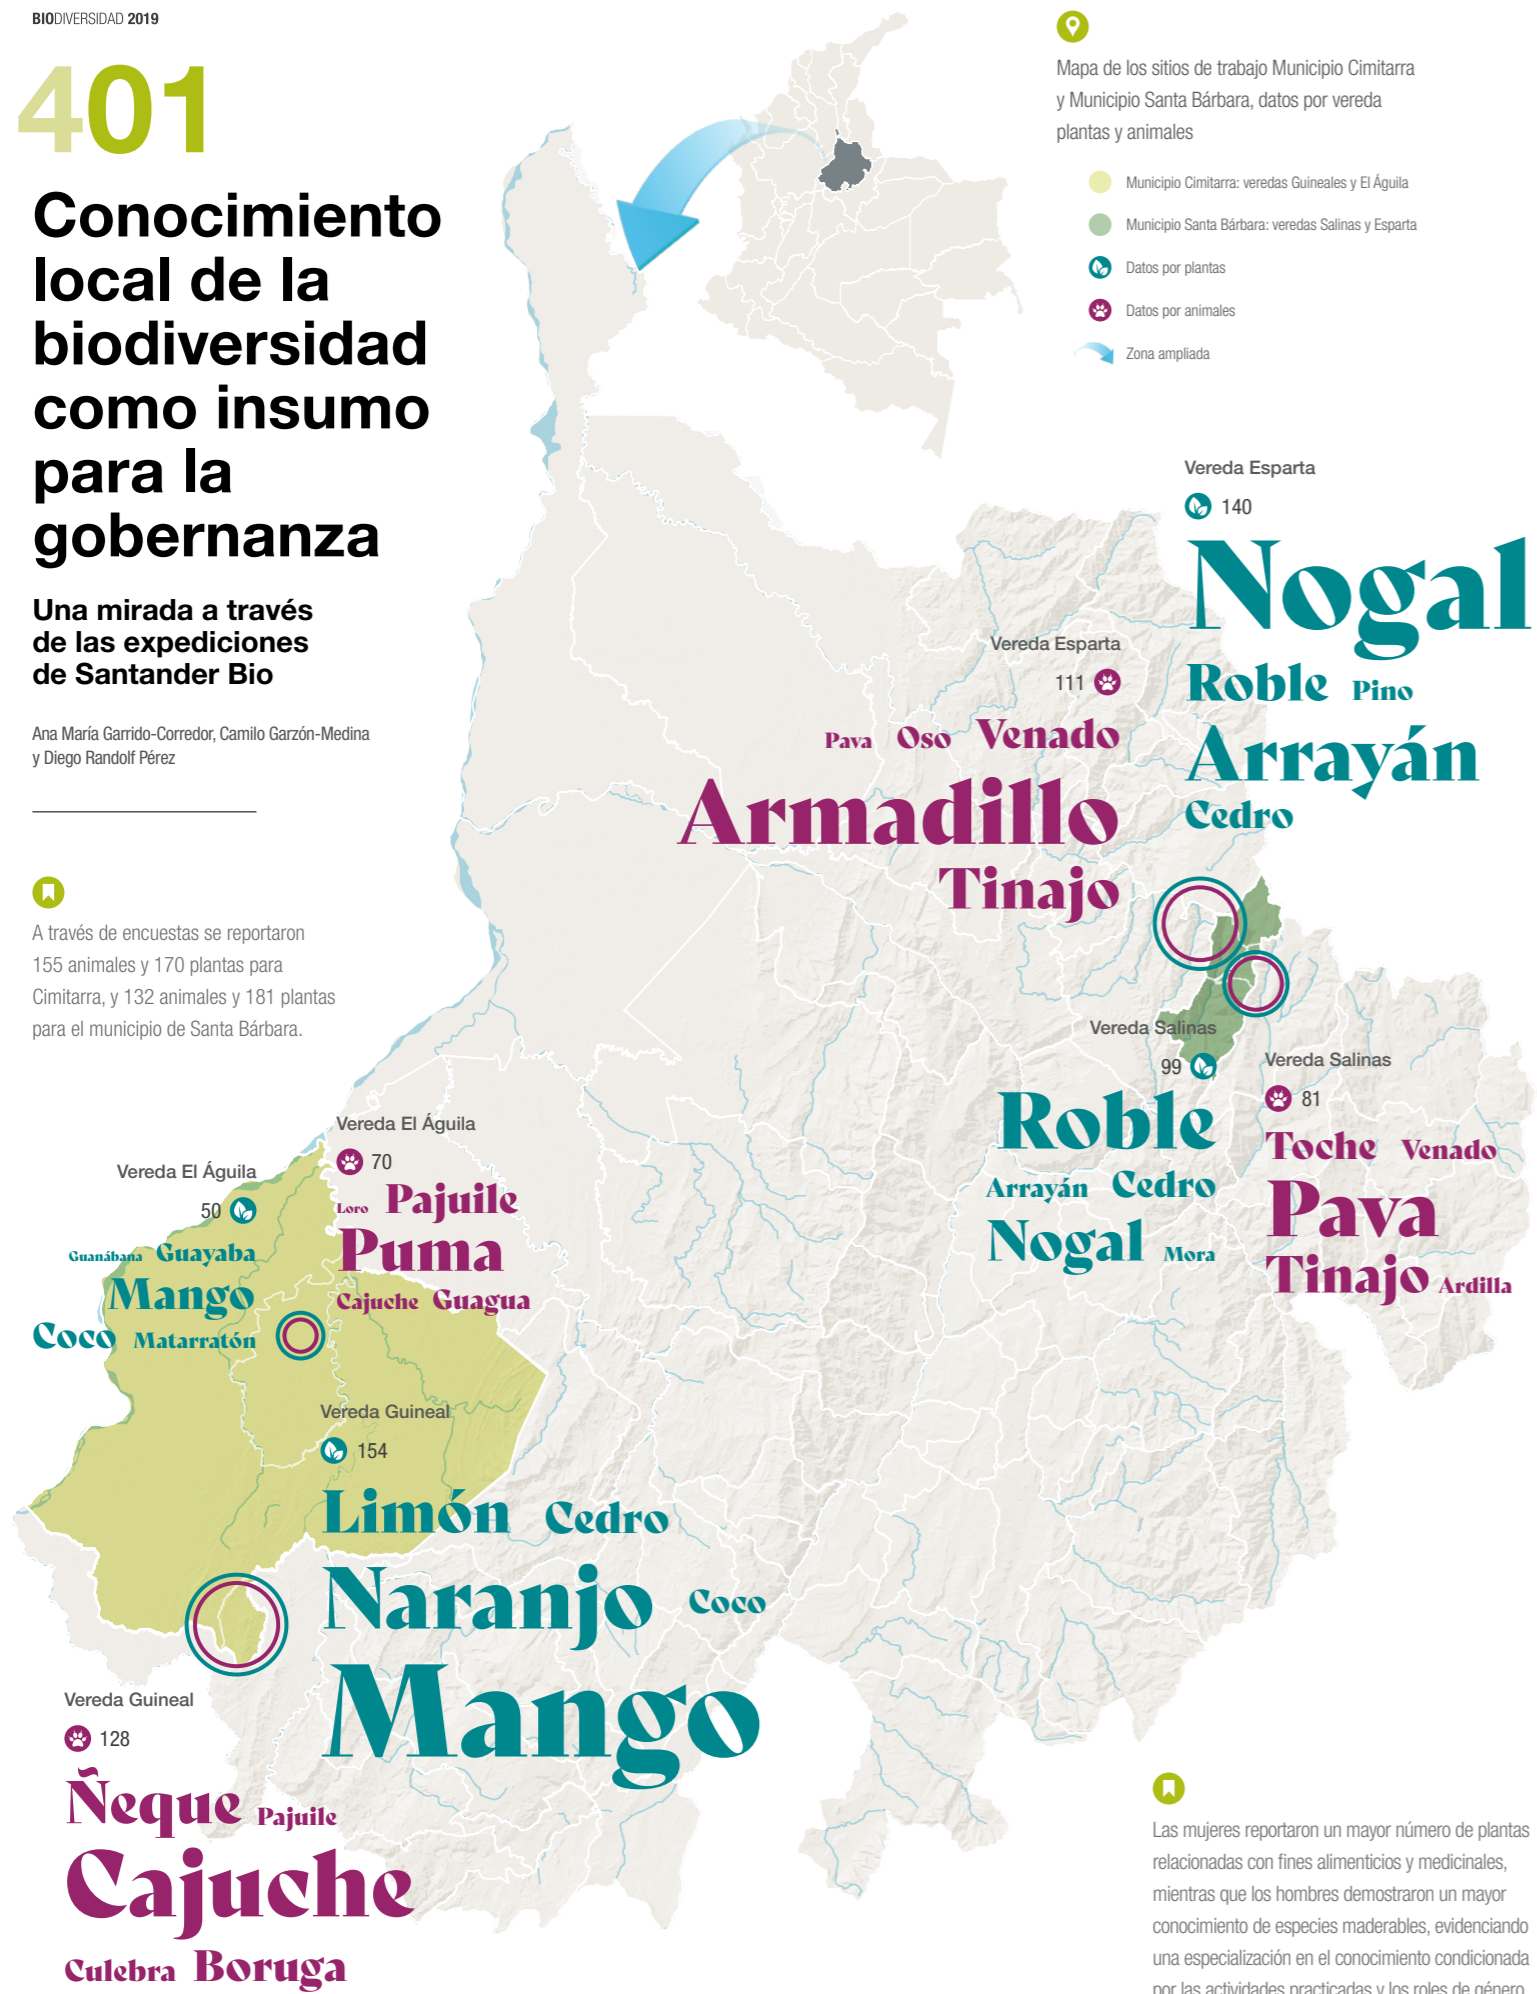 BIODIVERSIDAD 2019
401
Conocimiento
local de la
biodiversidad
como insumo
para la
gobernanza
Una mirada a través
de las expediciones
de Santander Bio
Ana María Garrido-Corredor, Camilo Garzón-Medina
y Diego Randolf Pérez
A través de encuestas se reportaron
155 animales y 170 plantas para
Cimitarra, y 132 animales y 181 plantas
para el municipio de Santa Bárbara.
Mapa de los sitios de trabajo Municipio Cimitarra
y Municipio Santa Bárbara, datos por vereda
plantas y animales
Municipio Cimitarra: veredas Guineales y El Águila
Municipio Santa Bárbara: veredas Salinas y Esparta
Datos por plantas
Datos por animales
Zona ampliada
Vereda Esparta
140
Nogal
Roble Pino
Arrayán
Cedro
Vereda Esparta
111
Pava Oso Venado
Armadillo
Tinajo
Vereda Salinas
99
Roble
Arrayán Cedro
Nogal Mora
Vereda Salinas
81
Toche Venado
Pava
Tinajo Ardilla
Vereda El Águila
50
Guanábana Guayaba
Mango
Coco Matarratón
Vereda El Águila
70
Loro Pajuile
Puma
Cajuche Guagua
Vereda Guineal
154
Limón Cedro
Naranjo Coco
Mango
Vereda Guineal
128
Ñeque Pajuile
Cajuche
Culebra Boruga
Las mujeres reportaron un mayor número de plantas
relacionadas con fines alimenticios y medicinales,
mientras que los hombres demostraron un mayor
conocimiento de especies maderables, evidenciando
una especialización en el conocimiento condicionada
por las actividades practicadas y los roles de género